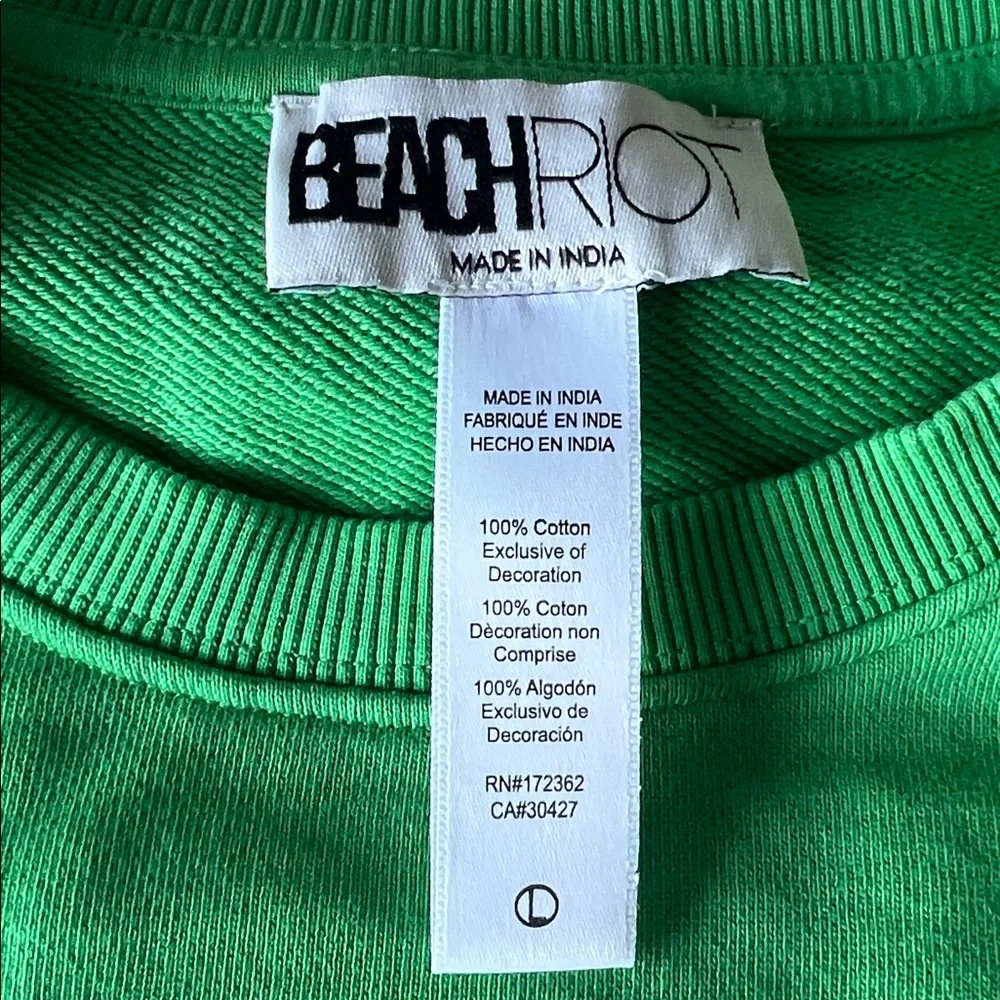 BEACHRIOT
MADE IN INDIA
MADE IN INDIA
FABRIQUÉ EN INDE
HECHO EN INDIA
100% Cotton
Exclusive of
Decoration
100% Coton
Dècoration non
Comprise
100% Algodón
Exclusivo de
Decoración
RN#172362
CA#30427
L